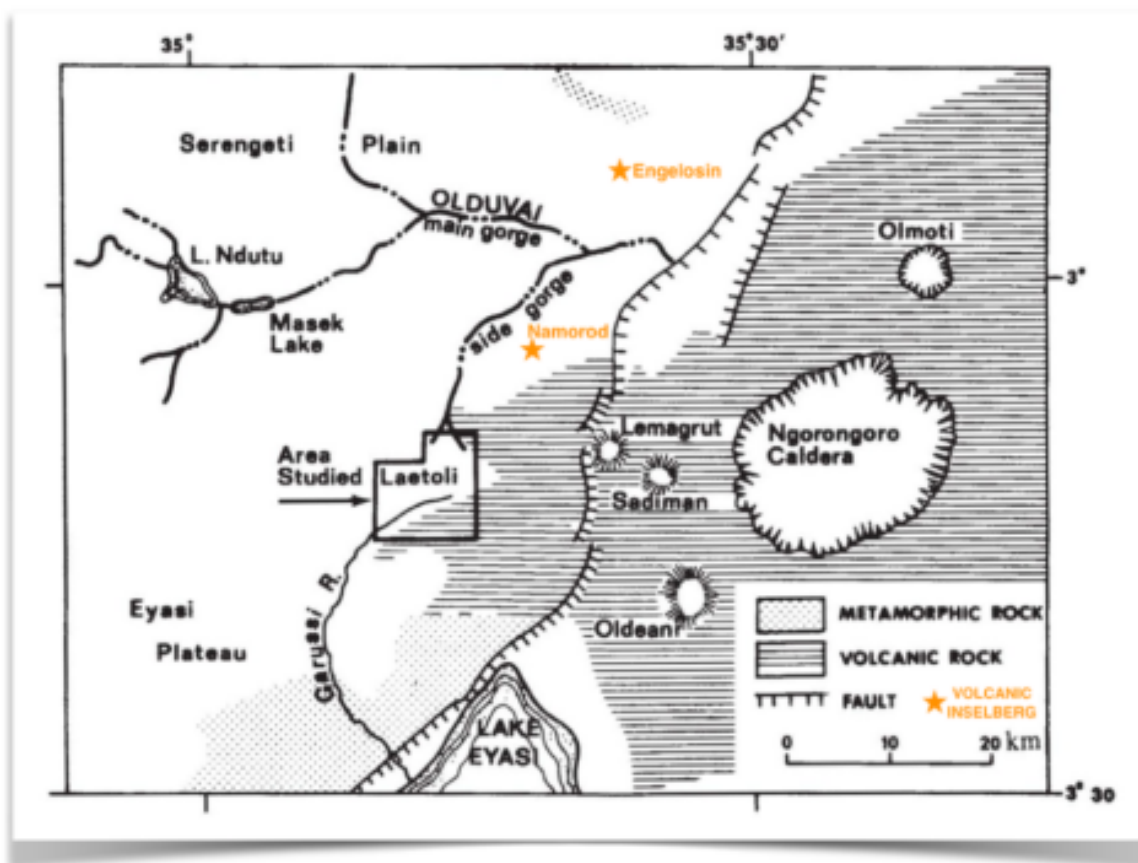 35°
35°30'
Serengeti Plain
Engelosin
OLDUVAI
main gorge
Olmoti
L. Ndutu
3°
side gorge
Masek
Lake
Namorod
Lemagrut
Ngorongoro
Caldera
Area
Studied
Laetoli
Sadiman
Eyasi
Plateau
Garusi R.
Oldeani
METAMORPHIC ROCK
VOLCANIC ROCK
FAULT
VOLCANIC
INSELBERG
LAKE
EYASI
0 10 20 km
3° 30